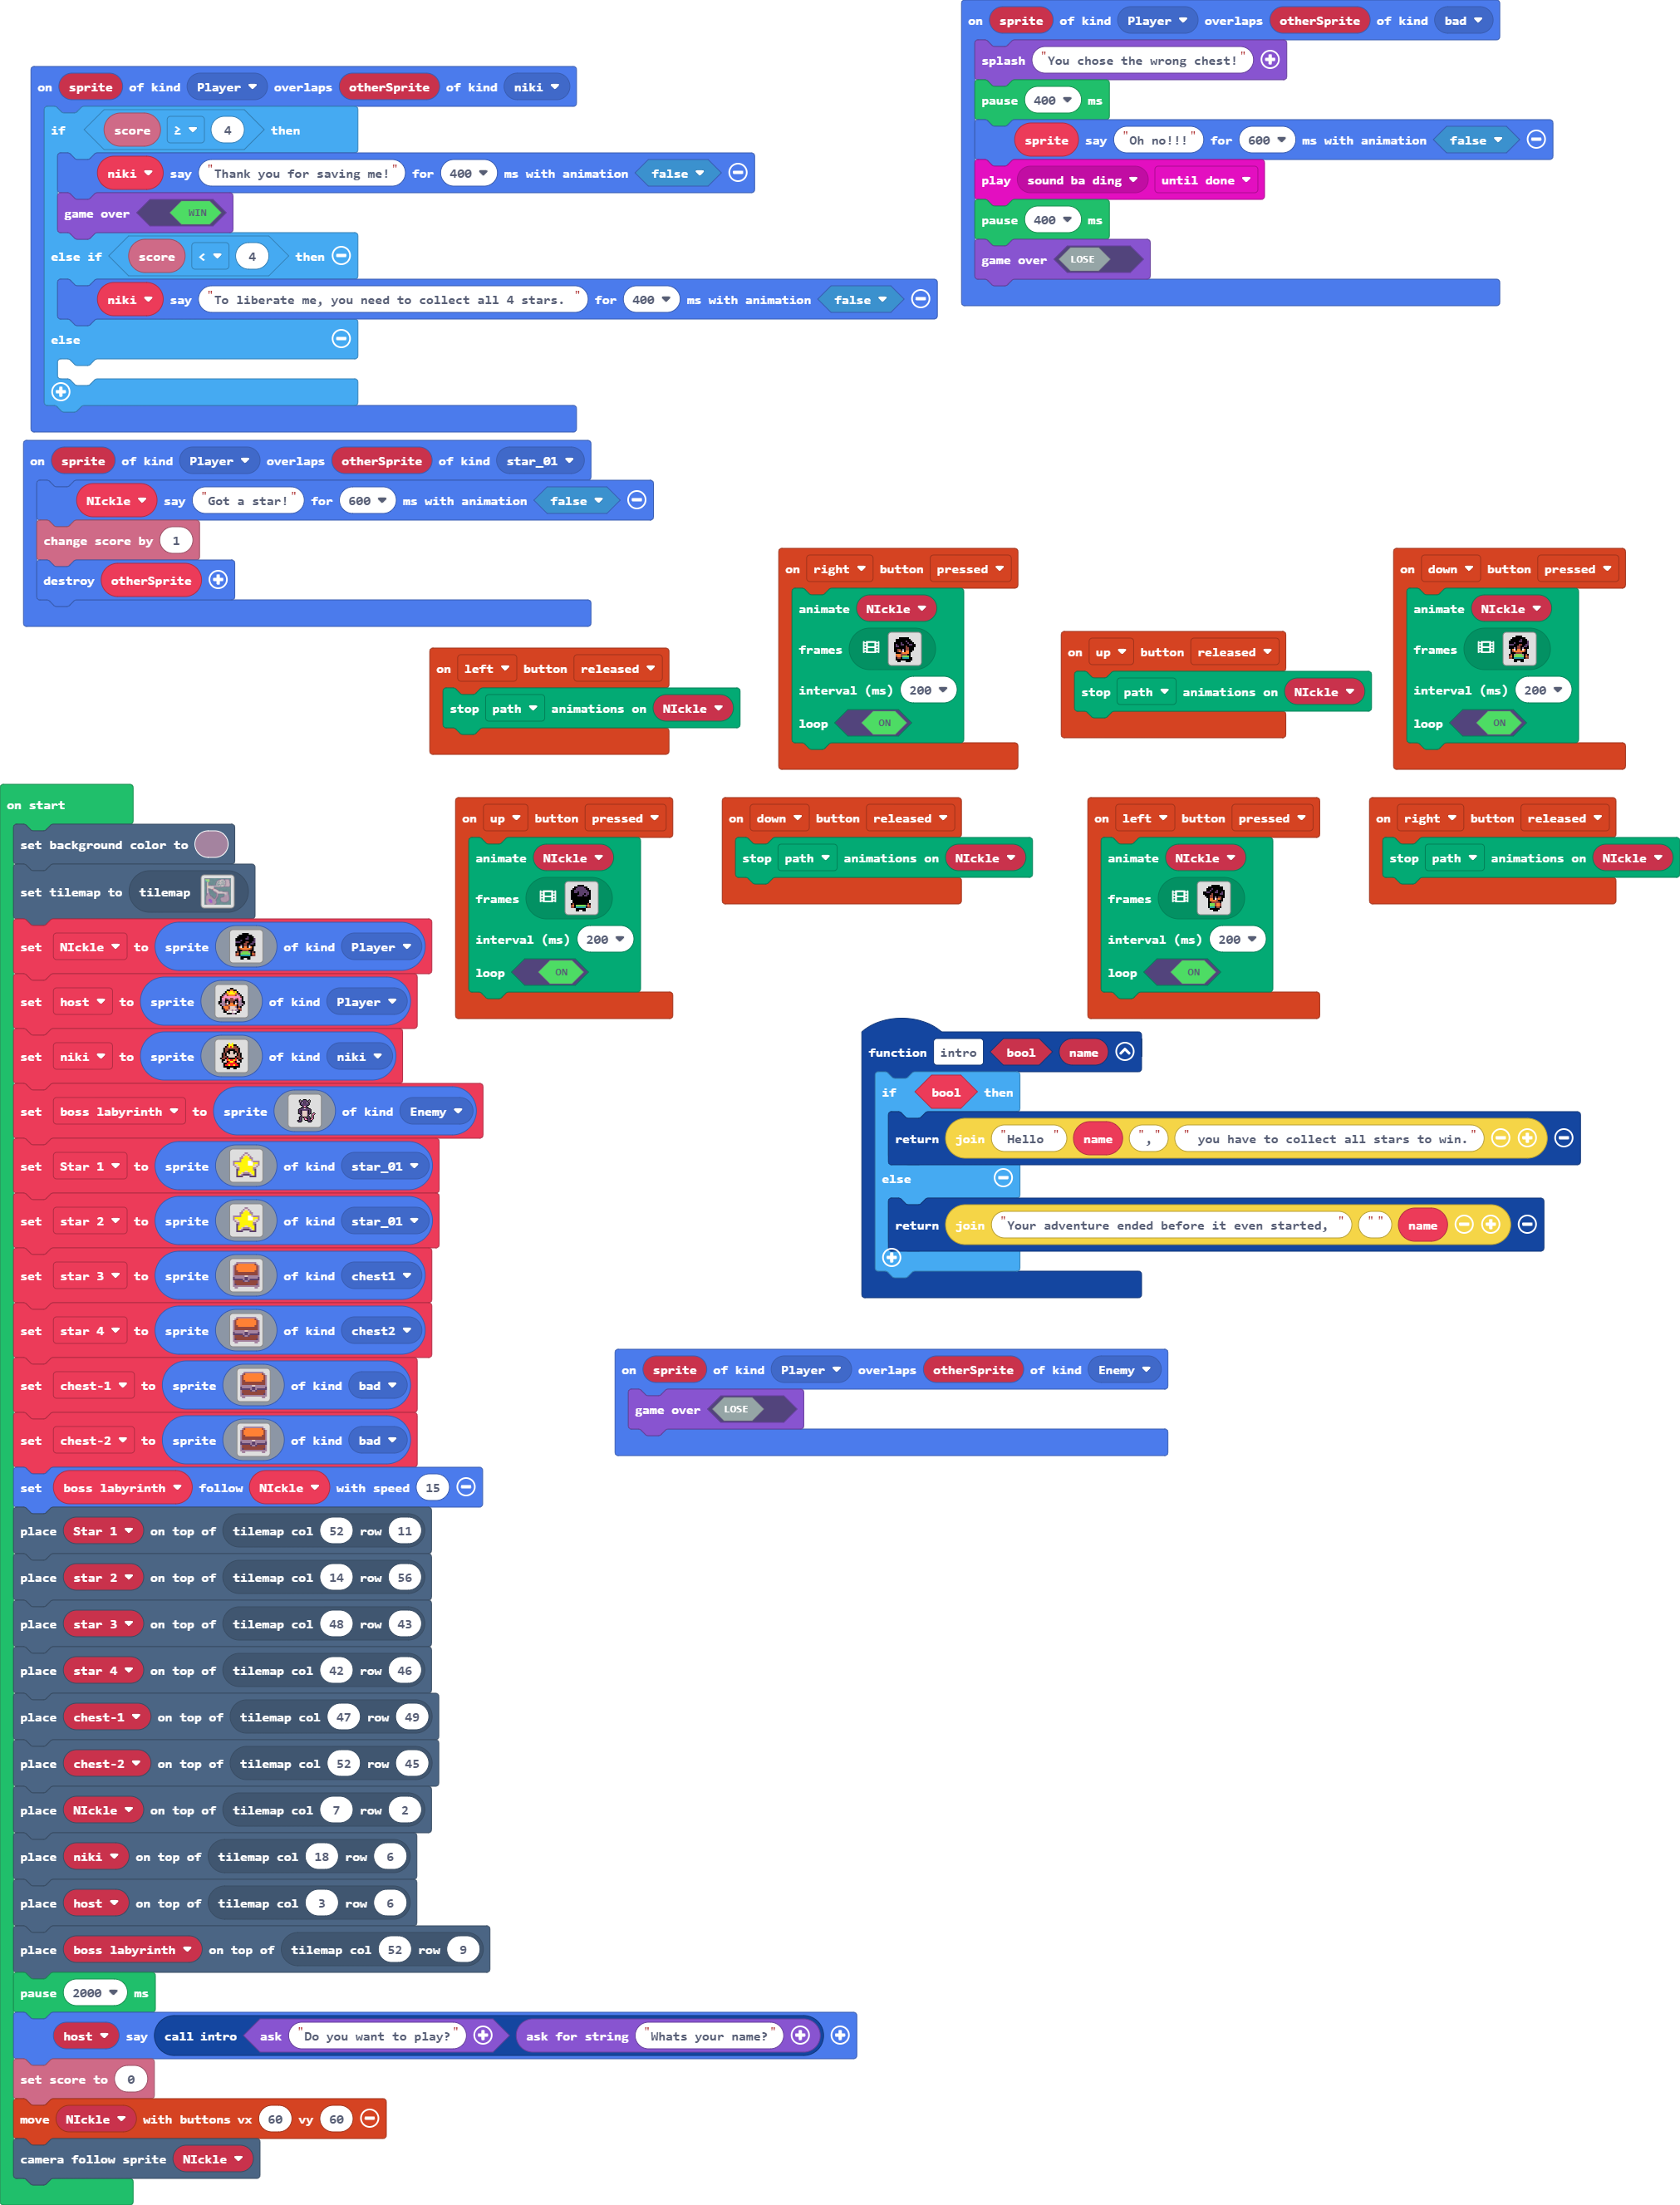 on sprite of kind Player overlaps otherSprite of kind bad
splash "You chose the wrong chest!"
pause 400 ms
sprite say "Oh no!!!" for 600 ms with animation false
play sound ba ding until done
pause 400 ms
game over LOSE
on sprite of kind Player overlaps otherSprite of kind niki
if score ≥ 4 then
niki say "Thank you for saving me!" for 400 ms with animation false
game over WIN
else if score < 4 then
niki say "To liberate me, you need to collect all 4 stars. " for 400 ms with animation false
else
on sprite of kind Player overlaps otherSprite of kind star_01
NIckle say "Got a star!" for 600 ms with animation false
change score by 1
destroy otherSprite
on right button pressed
animate NIckle
frames
interval (ms) 200
loop ON
on down button pressed
animate NIckle
frames
interval (ms) 200
loop ON
on up button released
stop path animations on NIckle
on left button released
stop path animations on NIckle
on up button pressed
animate NIckle
frames
interval (ms) 200
loop ON
on down button released
stop path animations on NIckle
on left button pressed
animate NIckle
frames
interval (ms) 200
loop ON
on right button released
stop path animations on NIckle
on start
set background color to
set tilemap to tilemap
set NIckle to sprite of kind Player
set host to sprite of kind Player
set niki to sprite of kind niki
set boss labyrinth to sprite of kind Enemy
set Star 1 to sprite of kind star_01
set star 2 to sprite of kind star_01
set star 3 to sprite of kind chest1
set star 4 to sprite of kind chest2
set chest-1 to sprite of kind bad
set chest-2 to sprite of kind bad
set boss labyrinth follow NIckle with speed 15
place Star 1 on top of tilemap col 52 row 11
place star 2 on top of tilemap col 14 row 56
place star 3 on top of tilemap col 48 row 43
place star 4 on top of tilemap col 42 row 46
place chest-1 on top of tilemap col 47 row 49
place chest-2 on top of tilemap col 52 row 45
place NIckle on top of tilemap col 7 row 2
place niki on top of tilemap col 18 row 6
place host on top of tilemap col 3 row 6
place boss labyrinth on top of tilemap col 52 row 9
pause 2000 ms
host say call intro ask "Do you want to play?" ask for string "Whats your name?"
set score to 0
move NIckle with buttons vx 60 vy 60
camera follow sprite NIckle
function intro bool name
if bool then
return join "Hello " name "," " you have to collect all stars to win."
else
return join "Your adventure ended before it even started, " " " name
on sprite of kind Player overlaps otherSprite of kind Enemy
game over LOSE